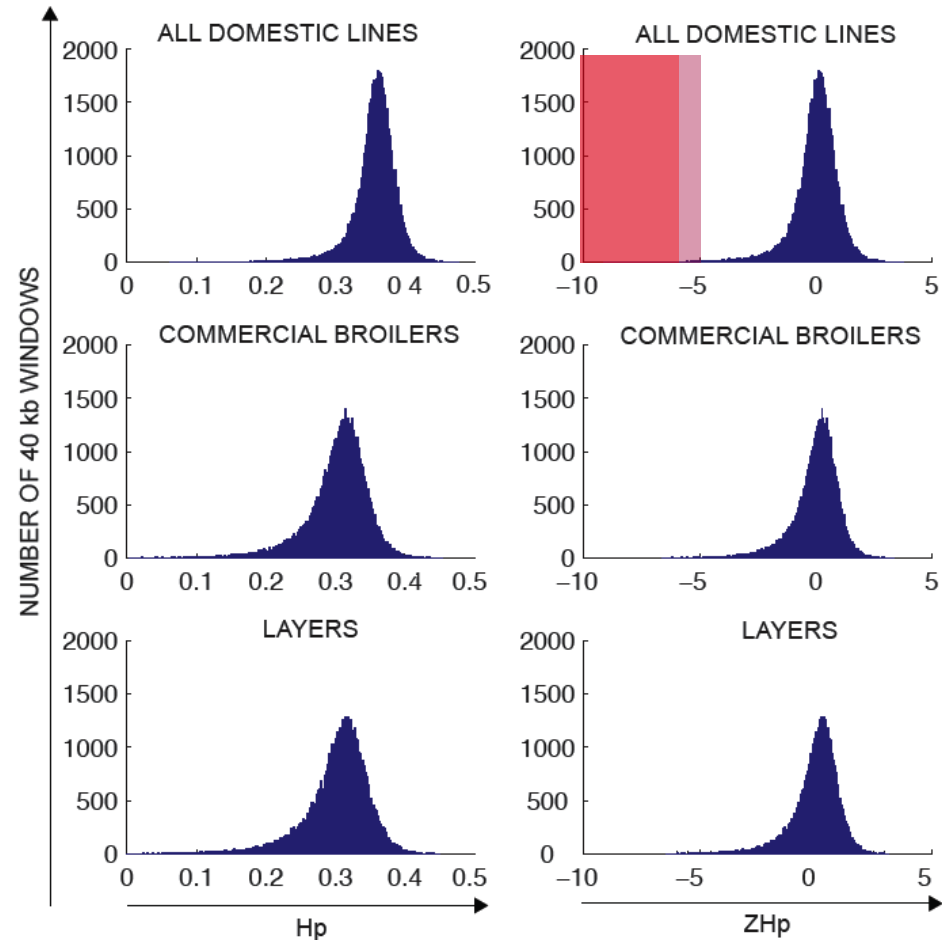 NUMBER OF 40 kb WINDOWS
ALL DOMESTIC LINES
2000
1500
1000
500
0
0 0.1 0.2 0.3 0 4 0.5
ALL DOMESTIC LINES
2000
1500
1000
500
0
−10 −5 0 5
COMMERCIAL BROILERS
2000
1500
1000
500
0
0 0.1 0.2 0.3 0.4 0.5
COMMERCIAL BROILERS
2000
1500
1000
500
0
−10 −5 0 5
LAYERS
2000
1500
1000
500
0
0 0.1 0.2 0.3 0.4 0.5
Hp
LAYERS
2000
1500
1000
500
0
−10 −5 0 5
ZHp